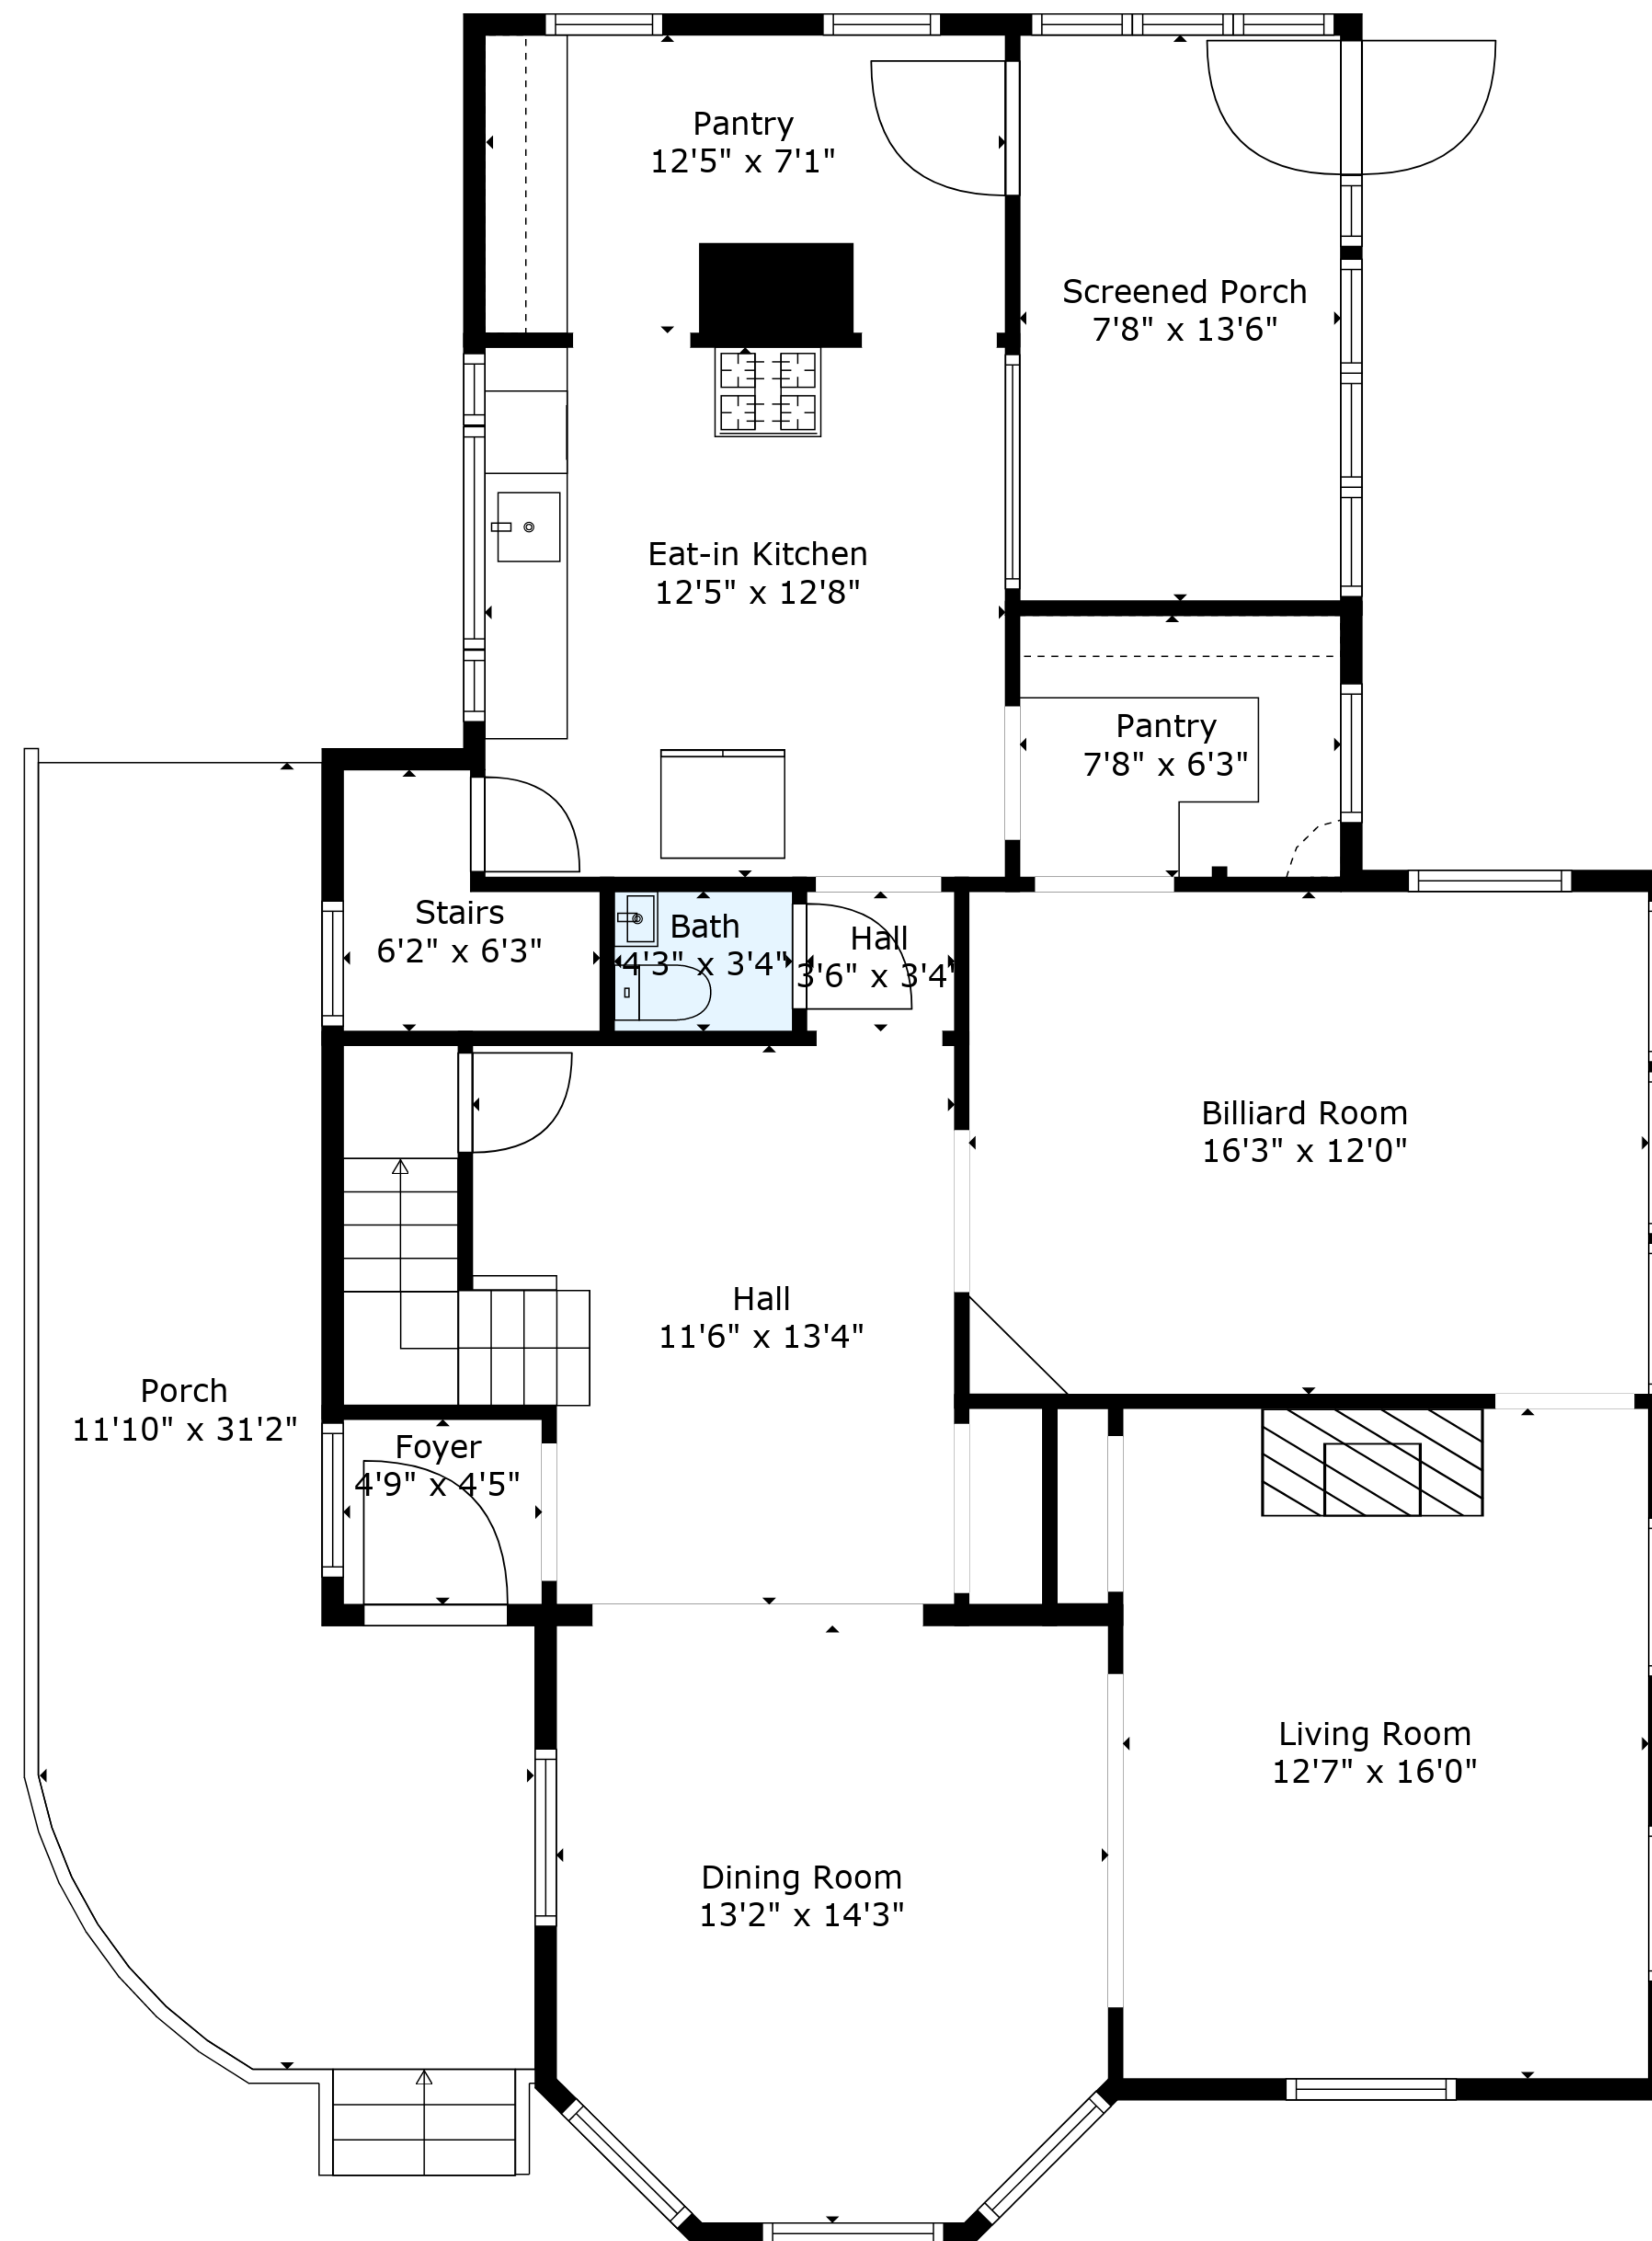 Pantry
12'5" x 7'1"
Screened Porch
7'8" x 13'6"
Eat-in Kitchen
12'5" x 12'8"
Pantry
7'8" x 6'3"
Stairs
6'2" x 6'3"
Bath
4'3" x 3'4"
Hall
3'6" x 3'4"
Billiard Room
16'3" x 12'0"
Hall
11'6" x 13'4"
Porch
11'10" x 31'2"
Foyer
4'9" x 4'5"
Living Room
12'7" x 16'0"
Dining Room
13'2" x 14'3"